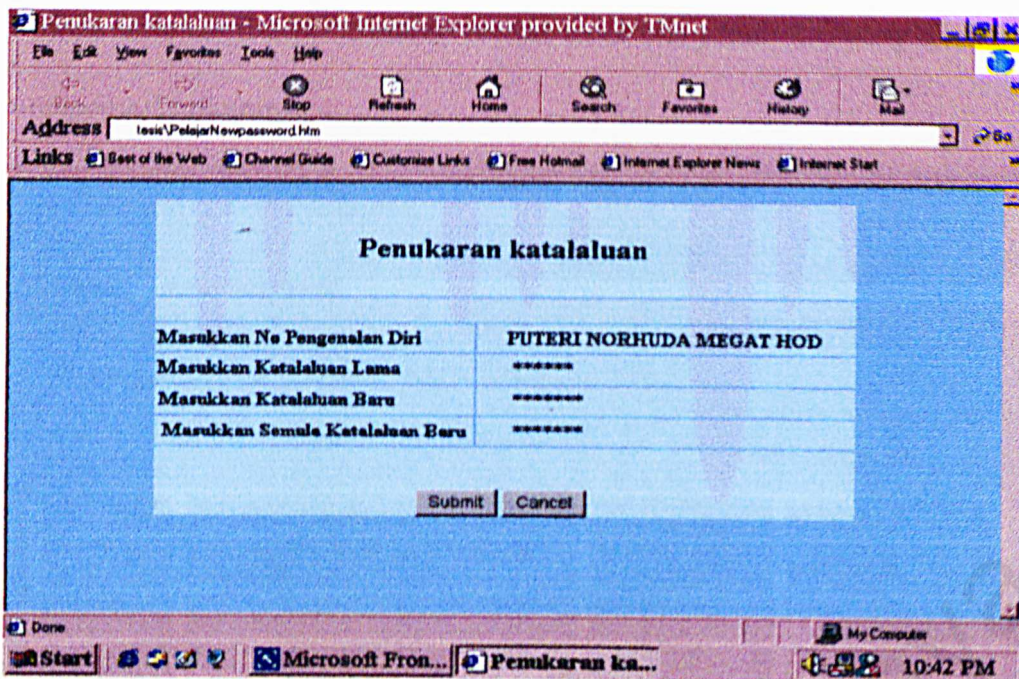 Penukaran katalaluan - Microsoft Internet Explorer provided by TMnet
File Edit View Favorites Tools Help
Back Forward Stop Refresh Home Search Favorites History Mail
Address tesis\PelajarNewpassword.htm Go
Links Best of the Web Channel Guide Customize Links Free Hotmail Internet Explorer News Internet Start
Penukaran katalaluan
Masukkan No Pengenalan Diri PUTERI NORHUDA MEGAT HOD
Masukkan Katalaluan Lama ******
Masukkan Katalaluan Baru *******
Masukkan Semula Katalaluan Baru *******
Submit Cancel
Done My Computer
Start Microsoft Fron... Penukaran ka... 10:42 PM